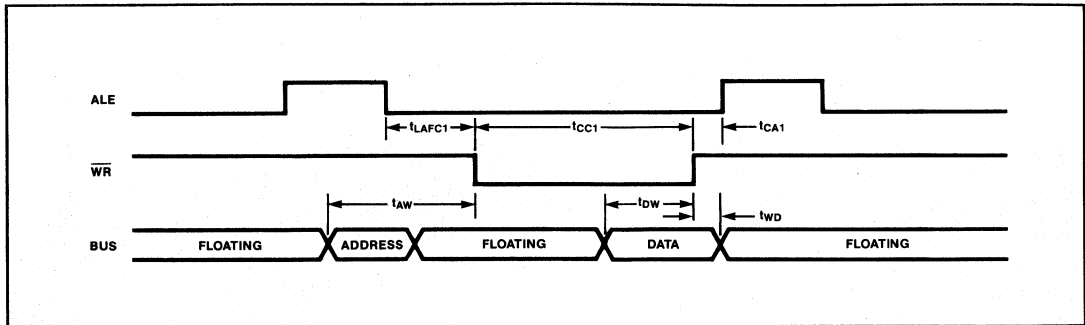 ALE
tLAFC1 tCC1 tCA1
WR
tAW tDW tWD
BUS FLOATING ADDRESS FLOATING DATA FLOATING